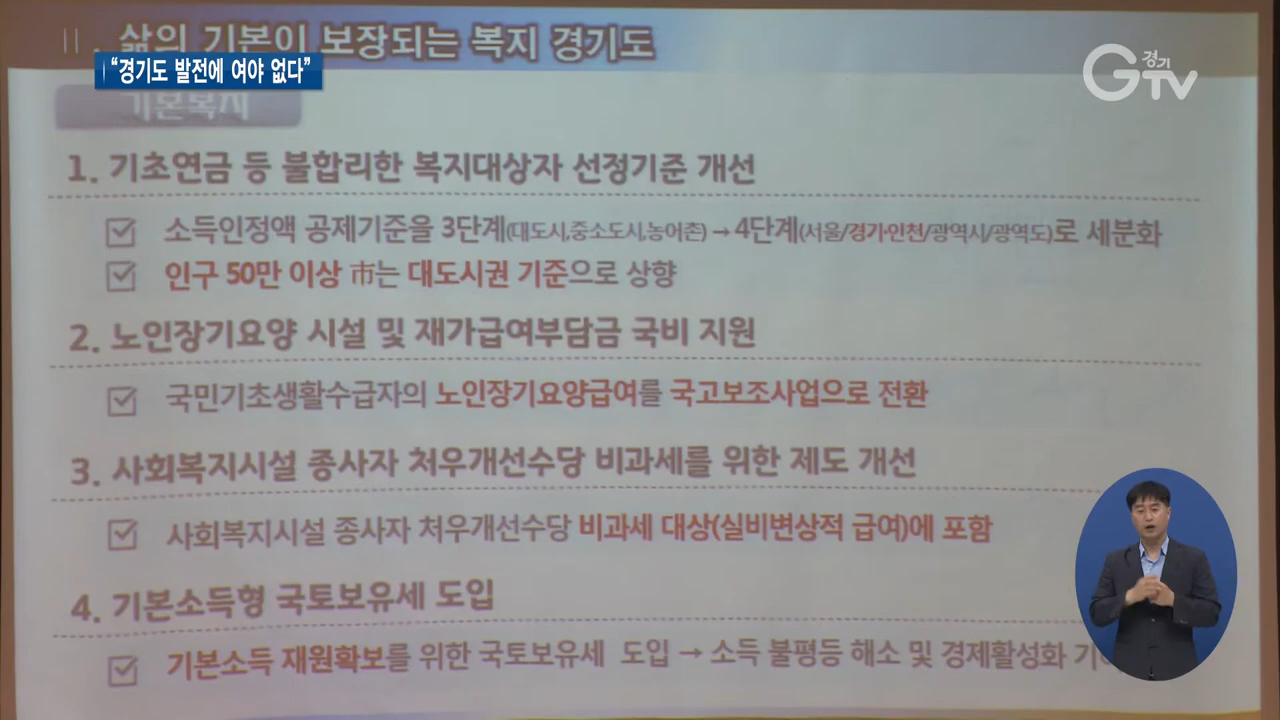 Ⅱ. 삶의 기본이 보장되는 복지 경기도
“경기도 발전에 여야 없다”
경기
GTV
기본복지
1. 기초연금 등 불합리한 복지대상자 선정기준 개선
소득인정액 공제기준을 3단계(대도시,중소도시,농어촌) → 4단계(서울/경기·인천/광역시/광역도)로 세분화
인구 50만 이상 市는 대도시권 기준으로 상향
2. 노인장기요양 시설 및 재가급여부담금 국비 지원
국민기초생활수급자의 노인장기요양급여를 국고보조사업으로 전환
3. 사회복지시설 종사자 처우개선수당 비과세를 위한 제도 개선
사회복지시설 종사자 처우개선수당 비과세 대상(실비변상적 급여)에 포함
4. 기본소득형 국토보유세 도입
기본소득 재원확보를 위한 국토보유세 도입 → 소득 불평등 해소 및 경제활성화